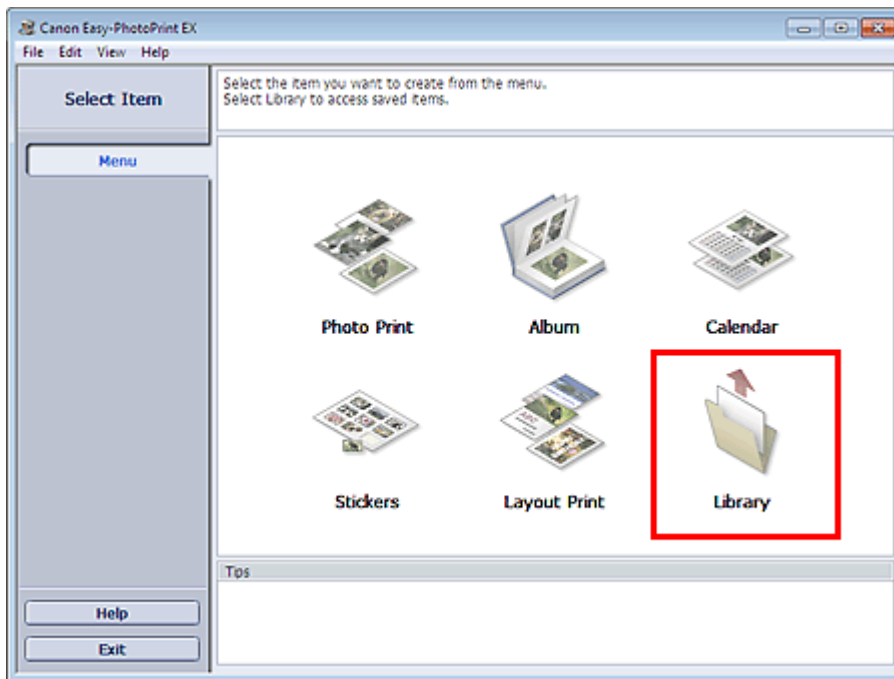 Canon Easy-PhotoPrint EX
File Edit View Help
Select Item
Select the item you want to create from the menu.
Select Library to access saved items.
Menu
Photo Print
Album
Calendar
Stickers
Layout Print
Library
Tips
Help
Exit